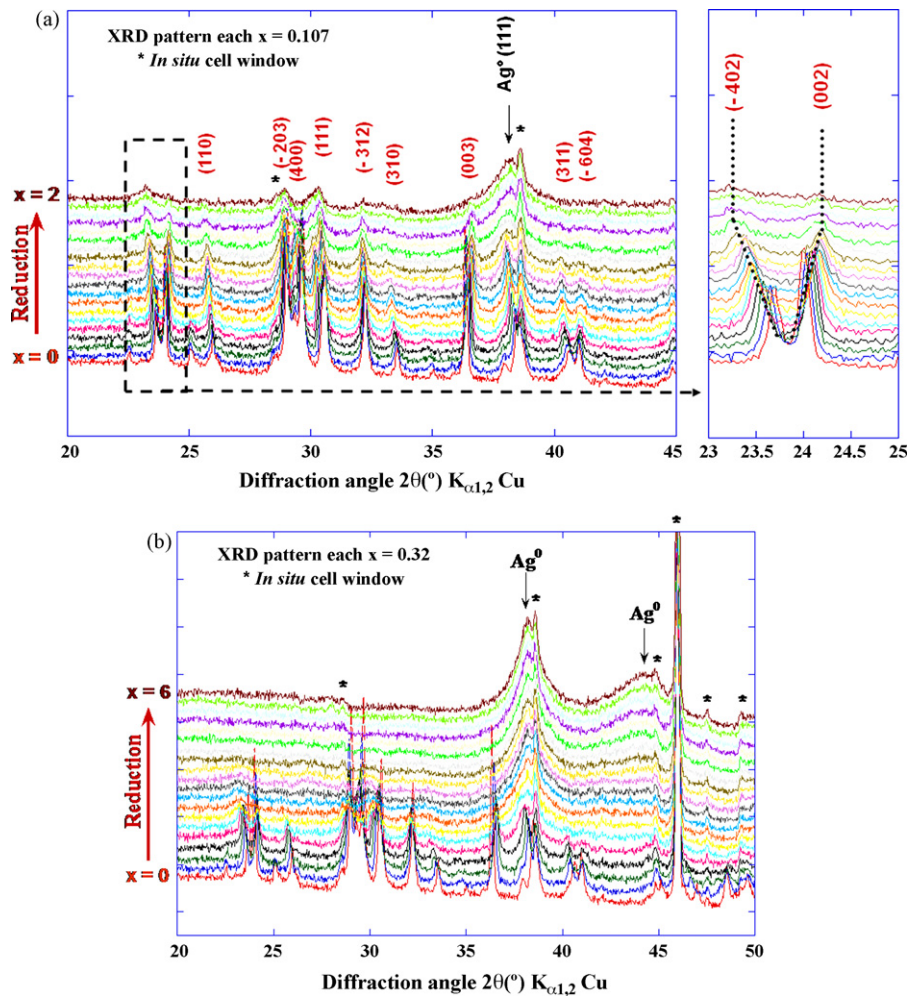 (a)
XRD pattern each x = 0.107
* In situ cell window
Ag° (111)
*
(110)
*
(-203)
(400)
(111)
(-312)
(310)
(003)
(311)
(-604)
x = 2
Reduction
x = 0
20 25 30 35 40 45
Diffraction angle 2θ(º) Kα1,2 Cu
(-402)
(002)
23 23.5 24 24.5 25
(b)
XRD pattern each x = 0.32
* In situ cell window
Ag⁰
*
Ag⁰
*
*
*
*
*
x = 6
Reduction
x = 0
20 25 30 35 40 45 50
Diffraction angle 2θ(º) Kα1,2 Cu